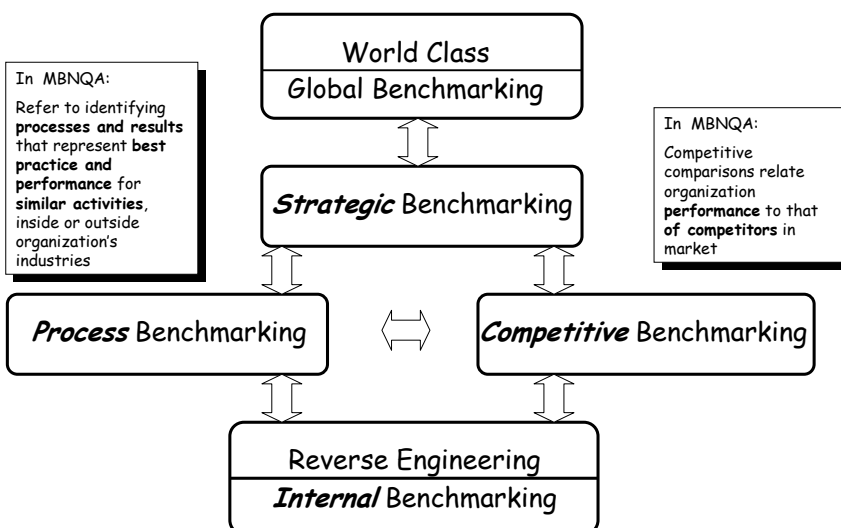 World Class
Global Benchmarking
In MBNQA:
Refer to identifying
processes and results
that represent best
practice and
performance for
similar activities,
inside or outside
organization's
industries
In MBNQA:
Competitive
comparisons relate
organization
performance to that
of competitors in
market
Strategic Benchmarking
Process Benchmarking
Competitive Benchmarking
Reverse Engineering
Internal Benchmarking